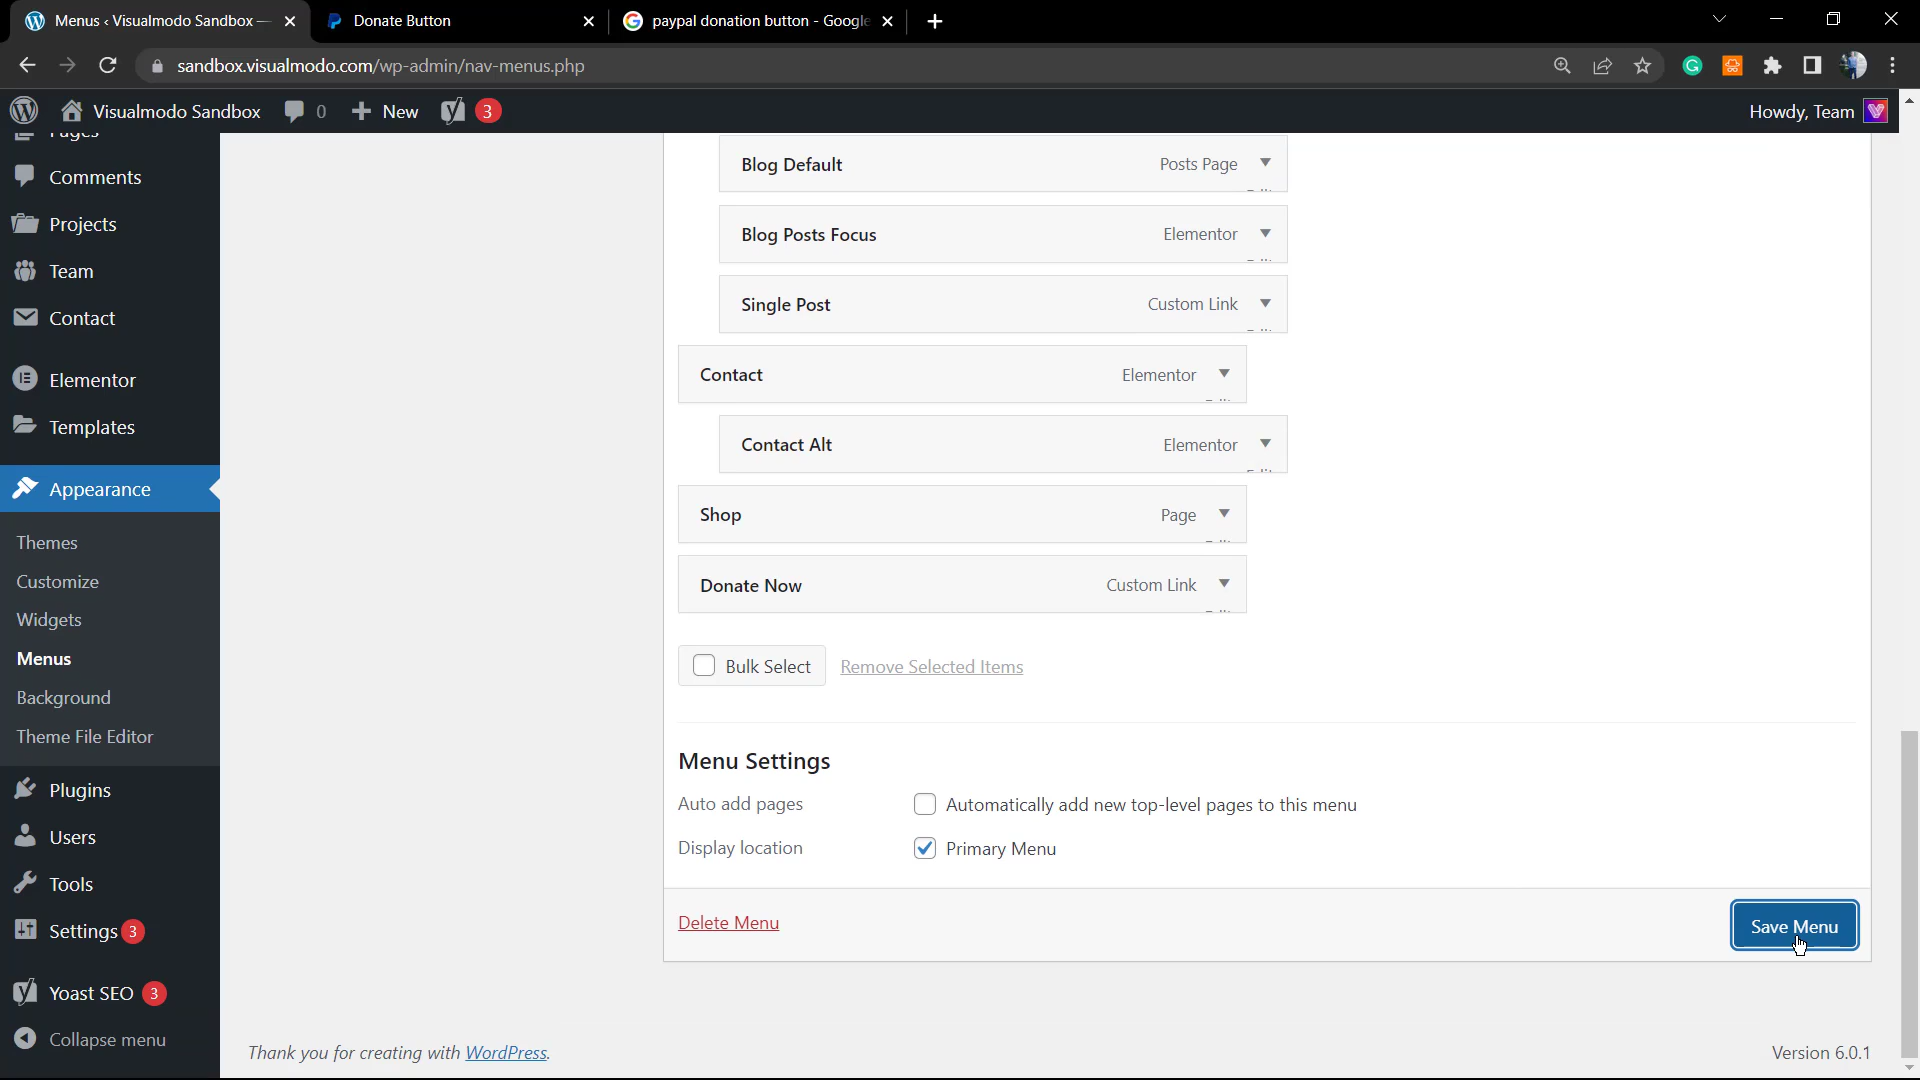 Menus ‹ Visualmodo Sandbox —
Donate Button
paypal donation button - Google
sandbox.visualmodo.com/wp-admin/nav-menus.php
Visualmodo Sandbox
0
New
3
Howdy, Team
Pages
Comments
Projects
Team
Contact
Elementor
Templates
Appearance
Themes
Customize
Widgets
Menus
Background
Theme File Editor
Plugins
Users
Tools
Settings 3
Yoast SEO 3
Collapse menu
Blog Default Posts Page
Blog Posts Focus Elementor
Single Post Custom Link
Contact Elementor
Contact Alt Elementor
Shop Page
Donate Now Custom Link
Bulk Select Remove Selected Items
Menu Settings
Auto add pages Automatically add new top-level pages to this menu
Display location Primary Menu
Delete Menu
Save Menu
Thank you for creating with WordPress.
Version 6.0.1